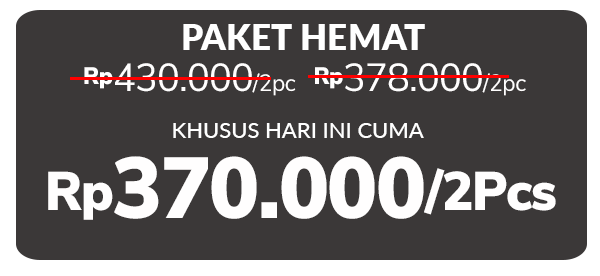 PAKET HEMAT
Rp430.000/2pc Rp378.000/2pc
KHUSUS HARI INI CUMA
Rp370.000/2Pcs